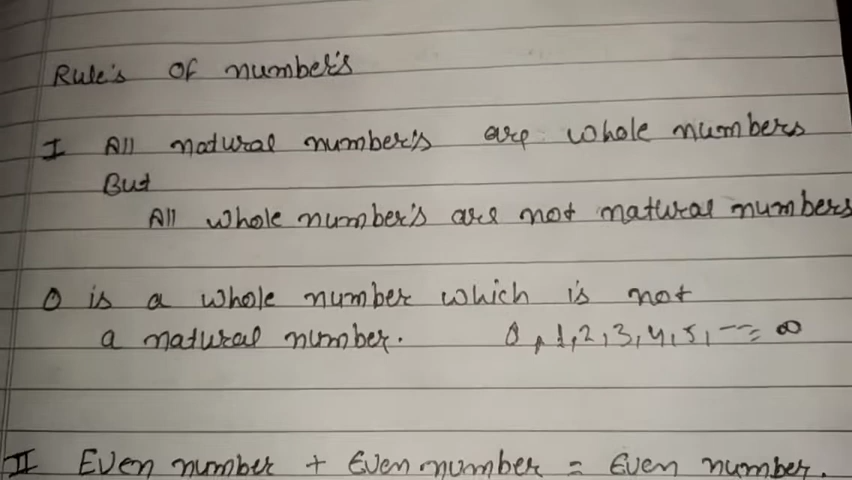 Rule's of number's
I All natural number's are whole numbers
But
All whole number's are not natural numbers
0 is a whole number which is not
a natural number. 0, 1, 2, 3, 4, 5, --- ∞
II Even number + Even number = Even number.